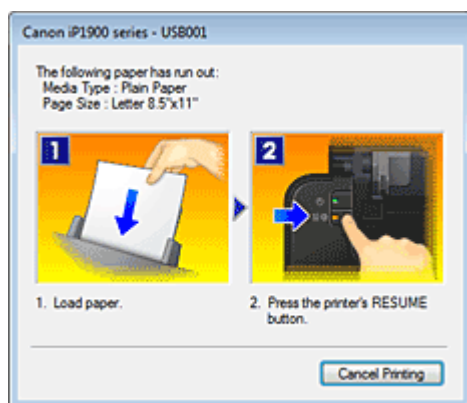 Canon iP1900 series - USB001
The following paper has run out:
Media Type : Plain Paper
Page Size : Letter 8.5"x11"
1
2
1. Load paper.
2. Press the printer's RESUME
button.
Cancel Printing